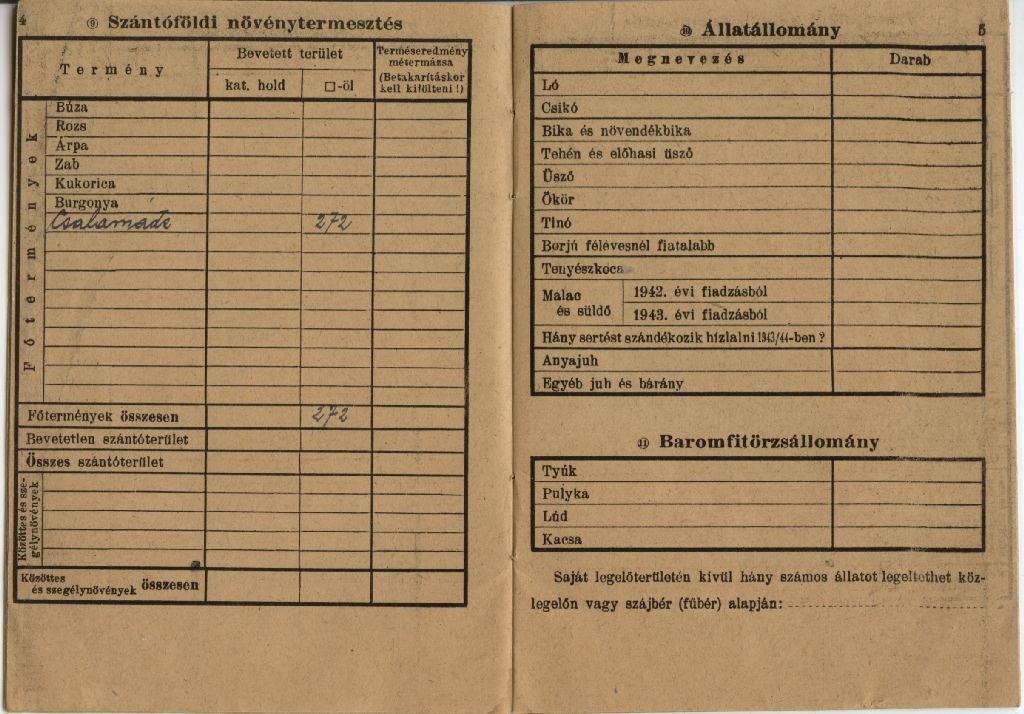 4
⑨ Szántóföldi növénytermesztés
Termény
Bevetett terület
kat. hold
□-öl
Terméseredmény
métermázsa
(Betakarításkor
kell kitölteni!)
Főtermények
Búza
Rozs
Árpa
Zab
Kukorica
Burgonya
Csalamádé 272
Főtermények összesen 272
Bevetetlen szántóterület
Összes szántóterület
Közöttes és sze-
gélynövények
Közöttes
és szegélynövények összesen
⑩ Állatállomány
5
Megnevezés Darab
Ló
Csikó
Bika és növendékbika
Tehén és előhasi üsző
Üsző
Ökör
Tinó
Borjú félévesnél fiatalabb
Tenyészkoca
Malac
és süldő
1942. évi fiadzásból
1943. évi fiadzásból
Hány sertést szándékozik hizlalni 1943/44-ben?
Anyajuh
Egyéb juh és bárány
⑪ Baromfitörzsállomány
Tyúk
Pulyka
Lúd
Kacsa
Saját legelőterületén kívül hány számos állatot legeltethet köz-
legelőn vagy szájbér (fűbér) alapján: